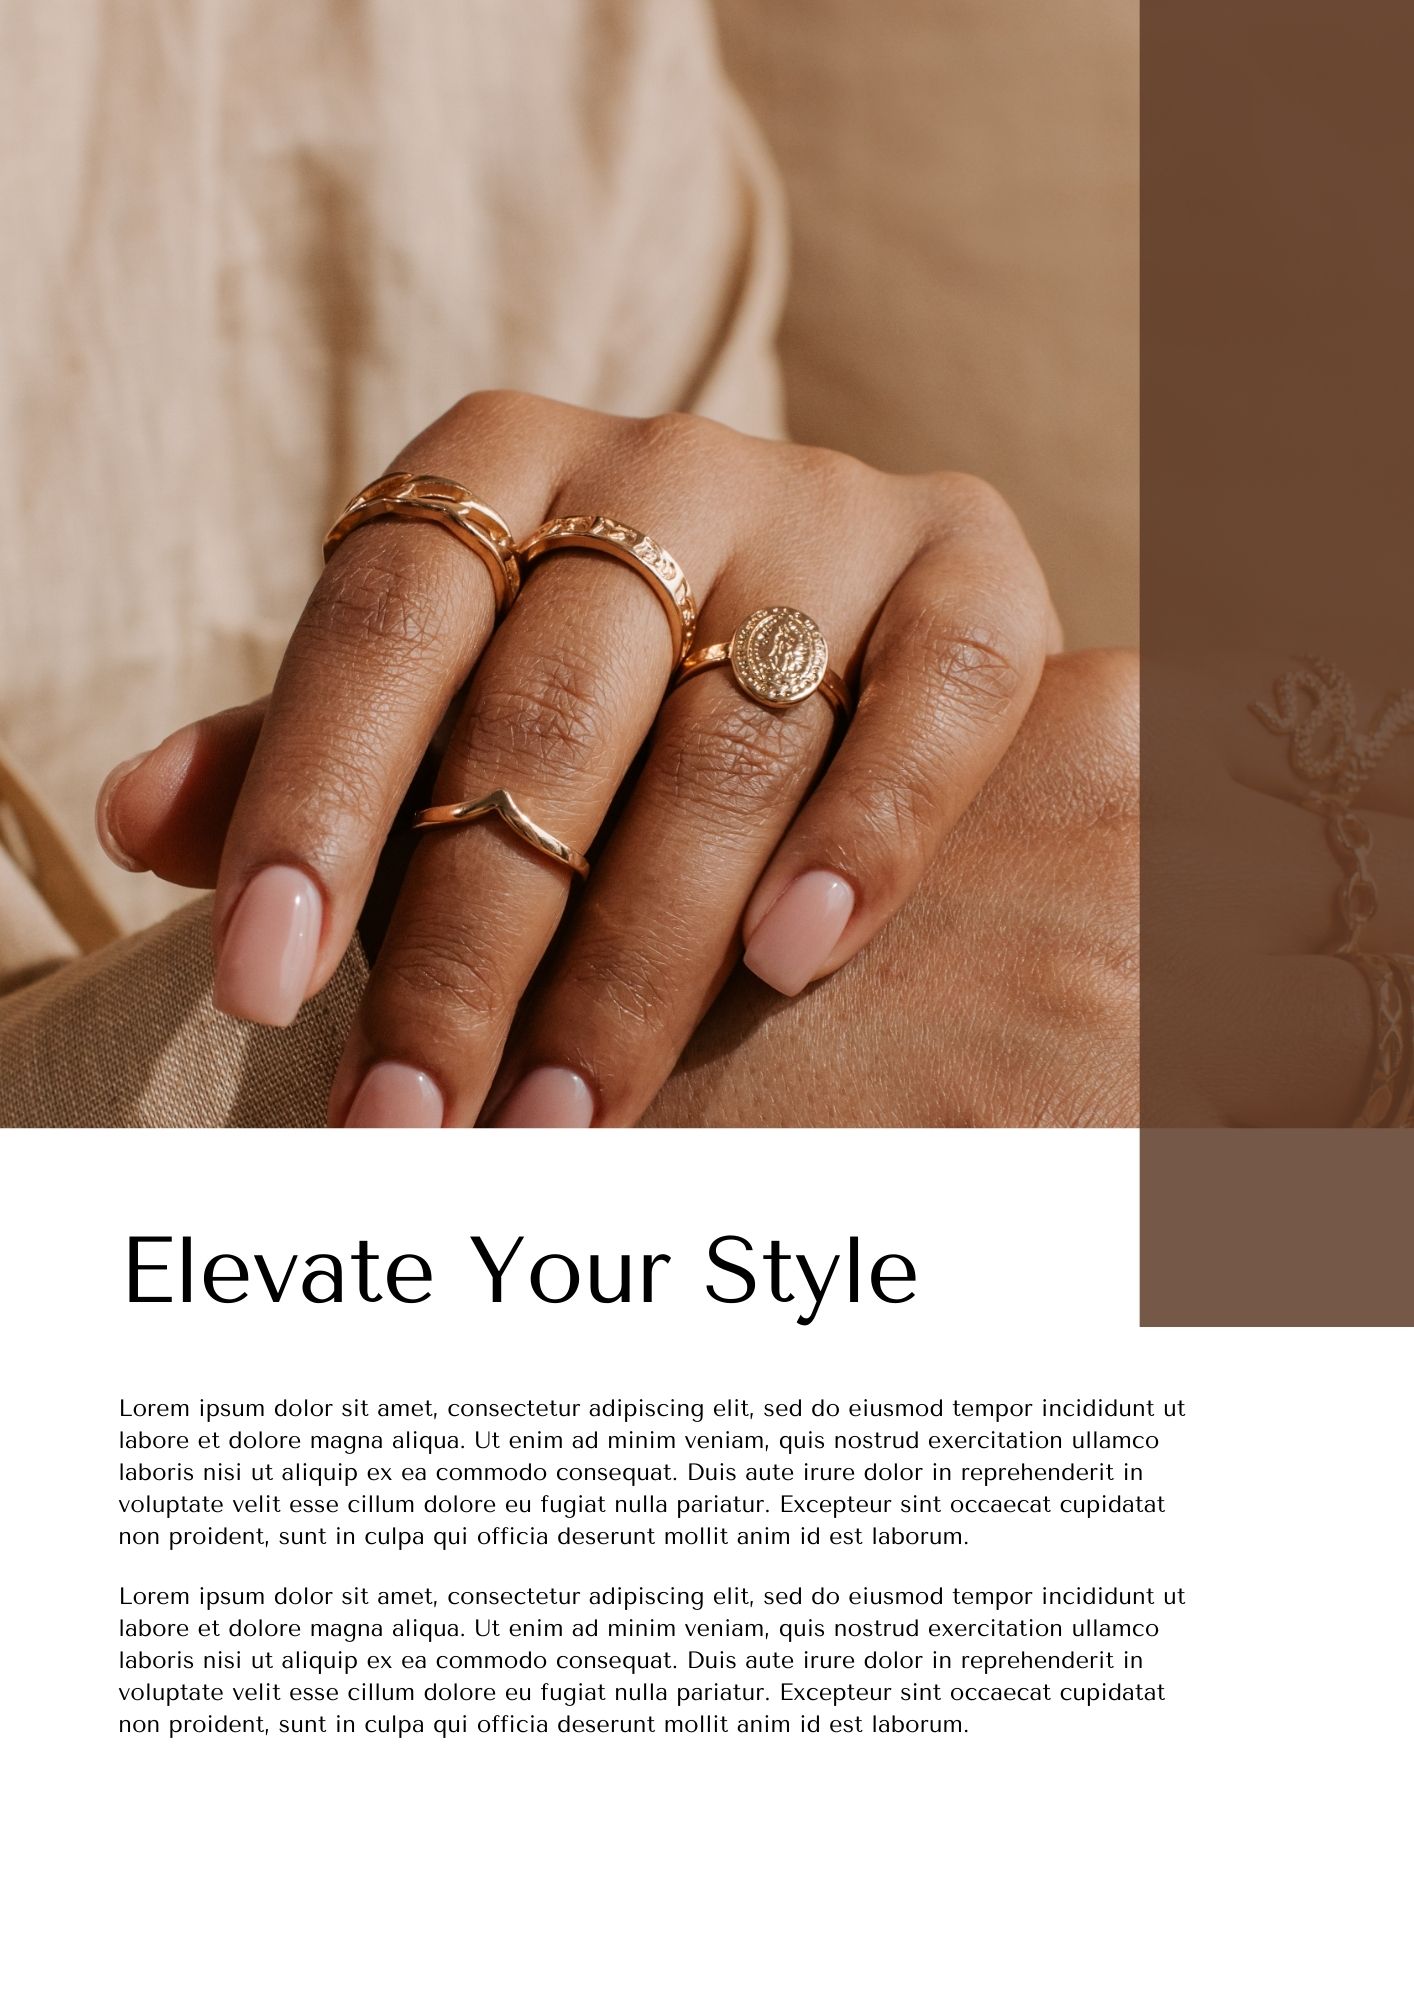 Elevate Your Style
Lorem ipsum dolor sit amet, consectetur adipiscing elit, sed do eiusmod tempor incididunt ut
labore et dolore magna aliqua. Ut enim ad minim veniam, quis nostrud exercitation ullamco
laboris nisi ut aliquip ex ea commodo consequat. Duis aute irure dolor in reprehenderit in
voluptate velit esse cillum dolore eu fugiat nulla pariatur. Excepteur sint occaecat cupidatat
non proident, sunt in culpa qui officia deserunt mollit anim id est laborum.
Lorem ipsum dolor sit amet, consectetur adipiscing elit, sed do eiusmod tempor incididunt ut
labore et dolore magna aliqua. Ut enim ad minim veniam, quis nostrud exercitation ullamco
laboris nisi ut aliquip ex ea commodo consequat. Duis aute irure dolor in reprehenderit in
voluptate velit esse cillum dolore eu fugiat nulla pariatur. Excepteur sint occaecat cupidatat
non proident, sunt in culpa qui officia deserunt mollit anim id est laborum.